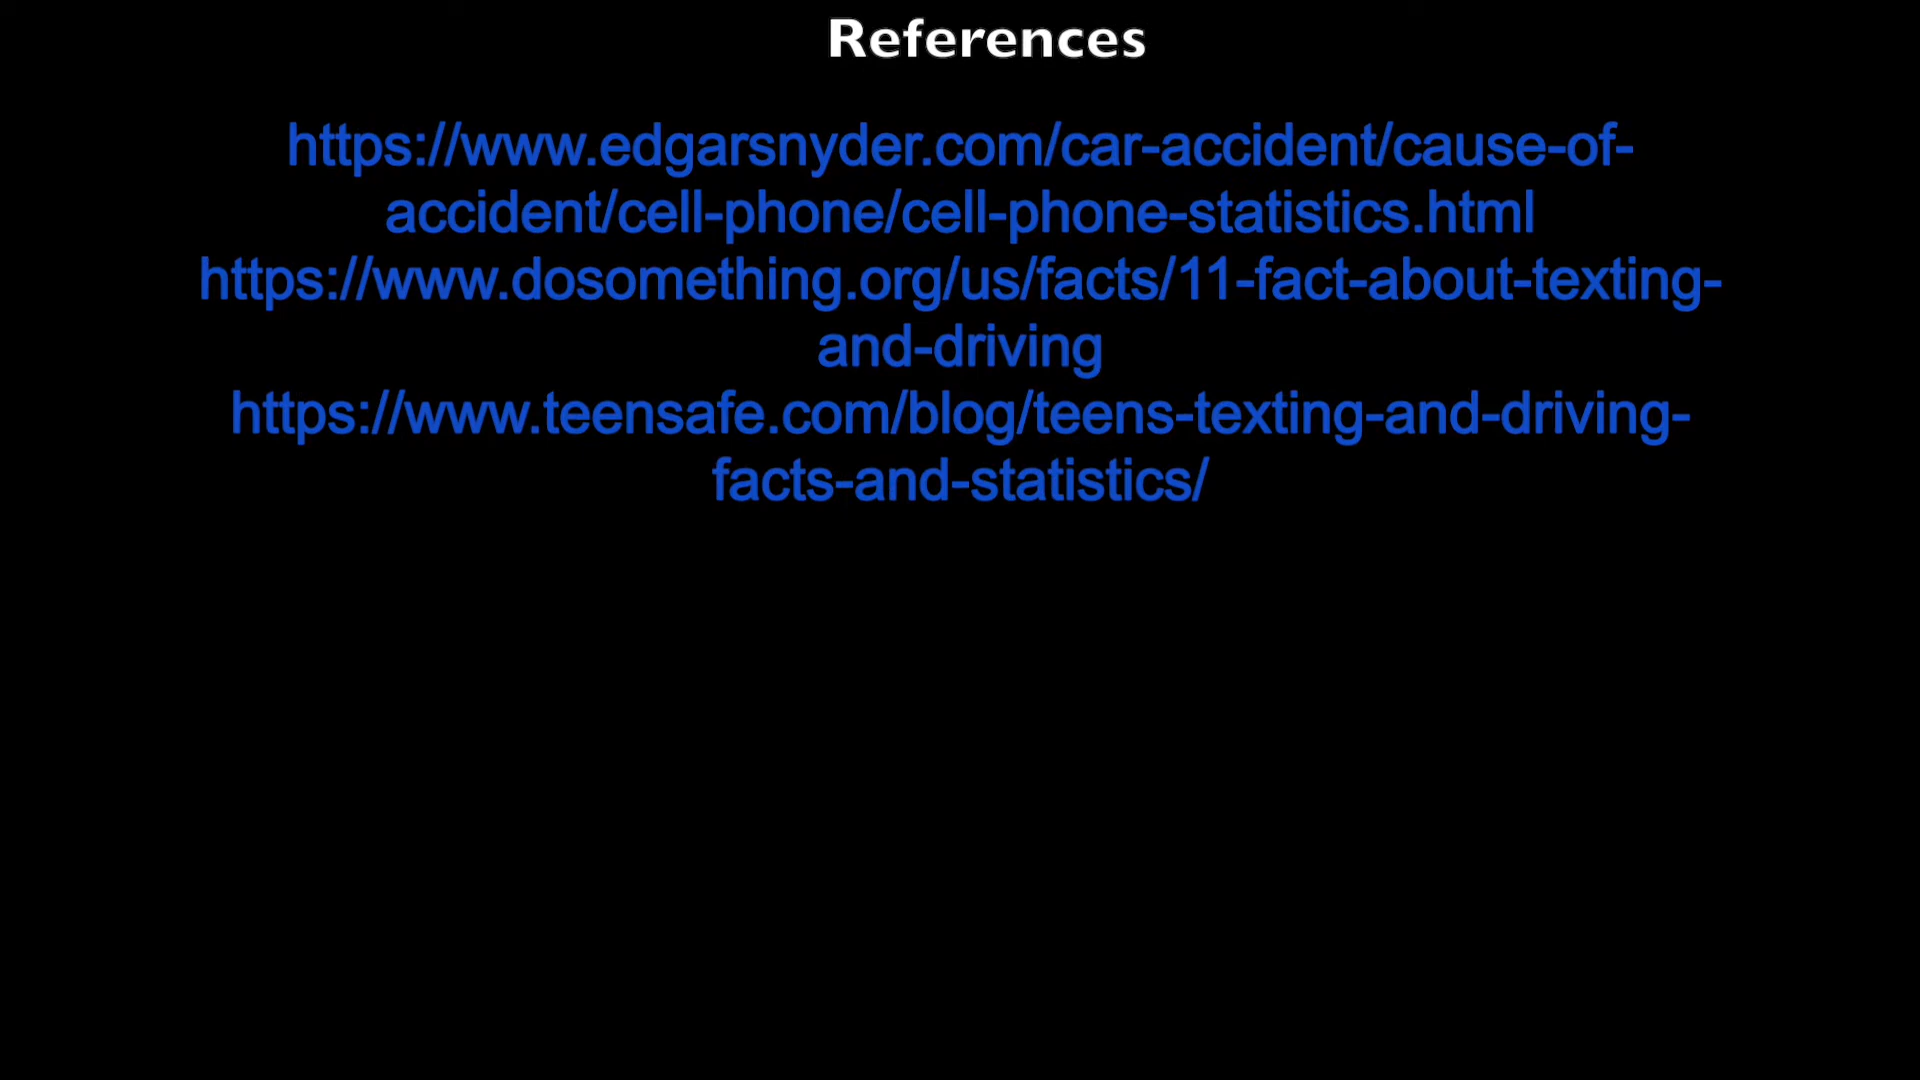 References
https://www.edgarsnyder.com/car-accident/cause-of-
accident/cell-phone/cell-phone-statistics.html
https://www.dosomething.org/us/facts/11-fact-about-texting-
and-driving
https://www.teensafe.com/blog/teens-texting-and-driving-
facts-and-statistics/